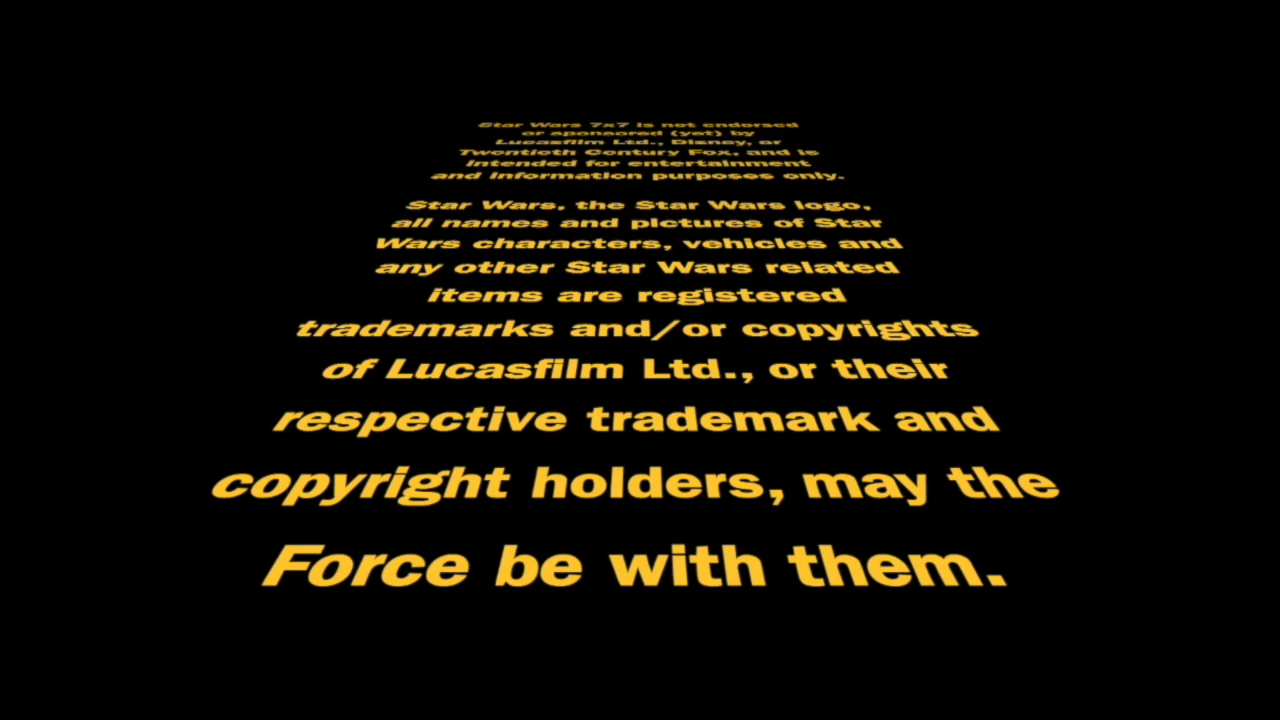 Star Wars 7x7 is not endorsed
or sponsored (yet) by
Lucasfilm Ltd., Disney, or
Twentieth Century Fox, and is
intended for entertainment
and information purposes only.
Star Wars, the Star Wars logo,
all names and pictures of Star
Wars characters, vehicles and
any other Star Wars related
items are registered
trademarks and/or copyrights
of Lucasfilm Ltd., or their
respective trademark and
copyright holders, may the
Force be with them.